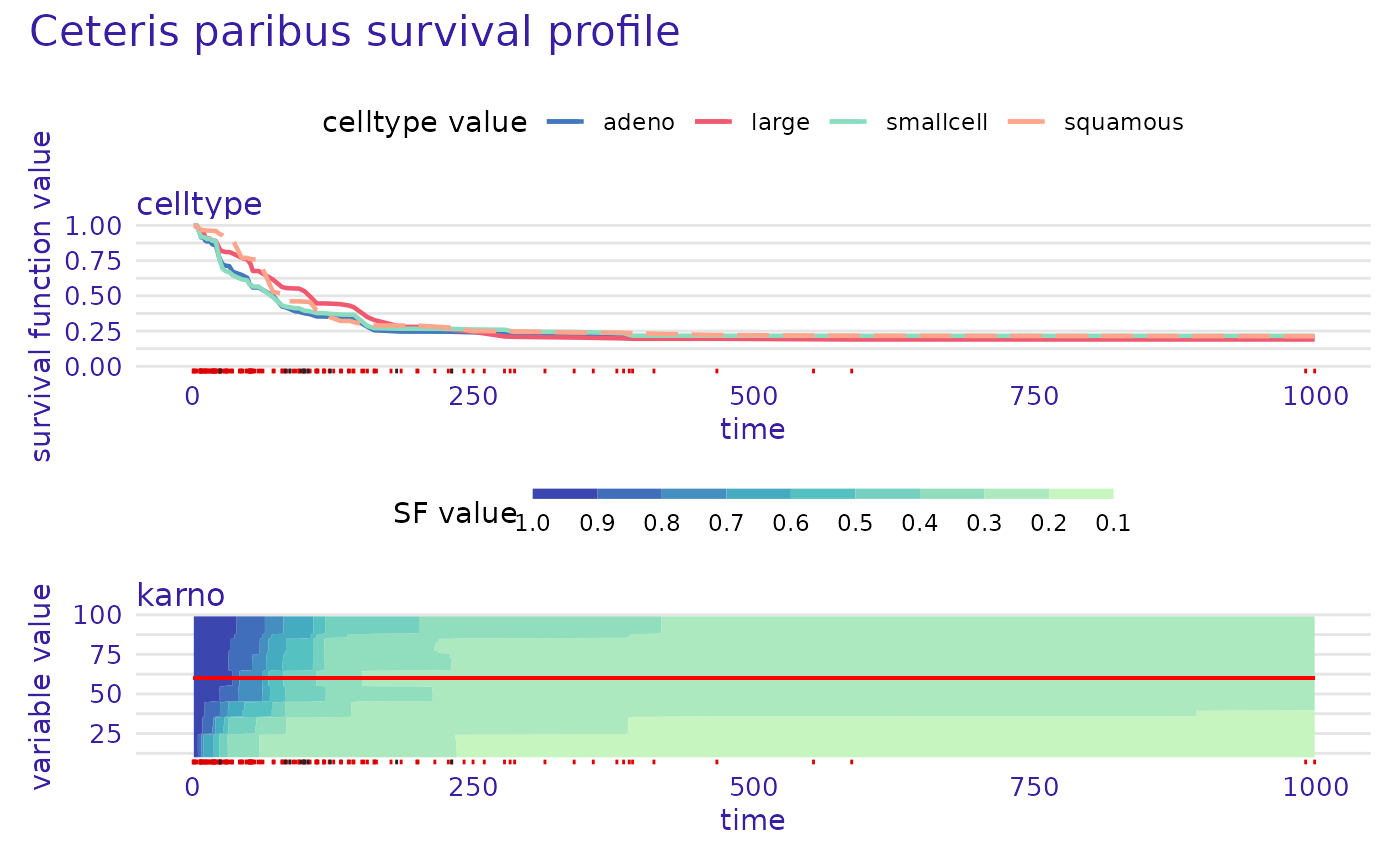 Ceteris paribus survival profile
celltype value adeno large smallcell squamous
survival function value
celltype
1.00
0.75
0.50
0.25
0.00
0 250 500 750 1000
time
SF value 1.0 0.9 0.8 0.7 0.6 0.5 0.4 0.3 0.2 0.1
variable value
karno
100
75
50
25
0 250 500 750 1000
time